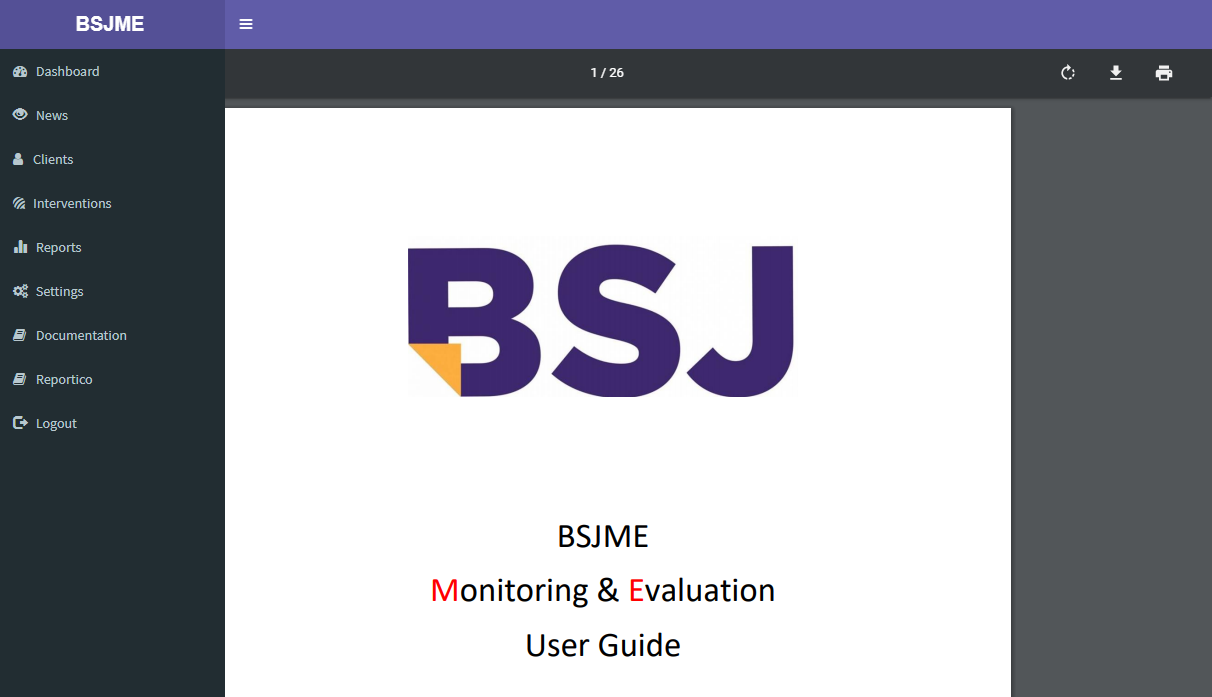 BSJME
Dashboard
News
Clients
Interventions
Reports
Settings
Documentation
Reportico
Logout
1 / 26
BSJ
BSJME
Monitoring & Evaluation
User Guide